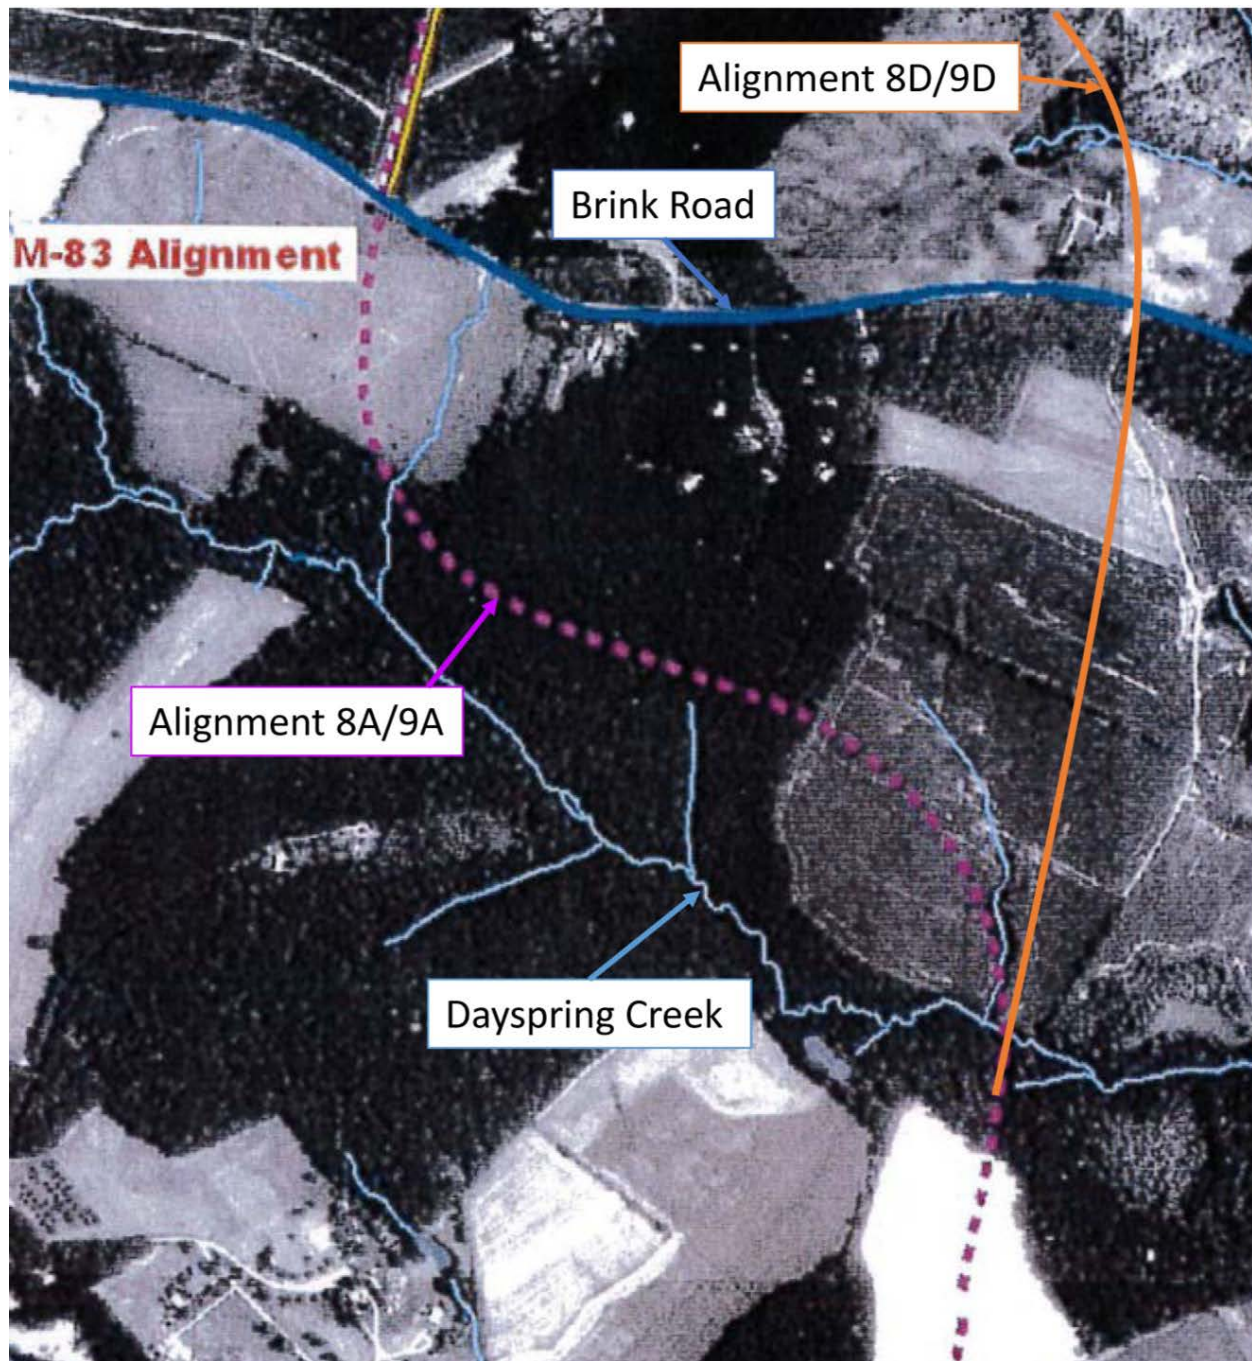 Alignment 8D/9D
Brink Road
M-83 Alignment
Alignment 8A/9A
Dayspring Creek